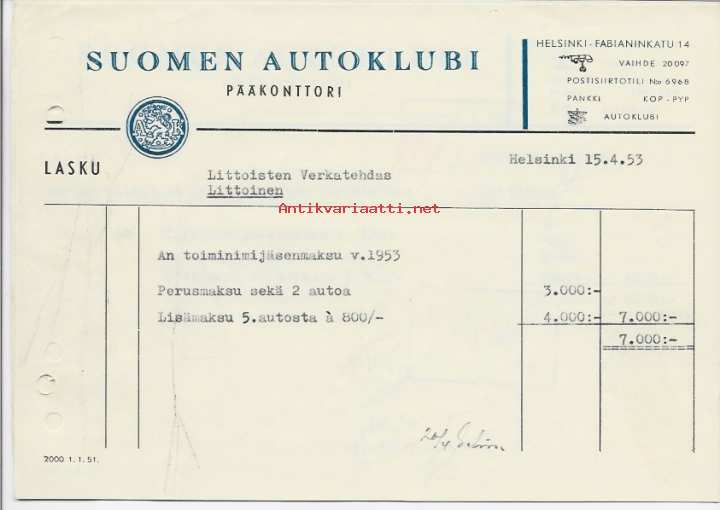 SUOMEN AUTOKLUBI
PÄÄKONTTORI
HELSINKI - FABIANINKATU 14
VAIHDE 20097
POSTISIIRTOTILI No 6968
PANKKI KOP - PYP
AUTOKLUBI
LASKU
Littoisten Verkatehdas
Littoinen
Helsinki 15.4.53
Antikvariaatti.net
An toiminimijäsenmaksu v.1953
Perusmaksu sekä 2 autoa 3.000:-
Lisämaksu 5.autosta à 800/- 4.000:- 7.000:-
7.000:-
20/4
2000 1.1.51.